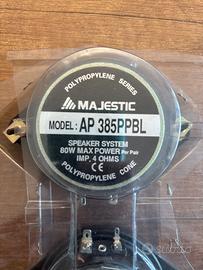 POLYPROPYLENE SERIES
MAJESTIC
MODEL: AP 385PPBL
SPEAKER SYSTEM
80W MAX POWER Per Pair
IMP. 4 OHMS
CE
POLYPROPYLENE CONE
subito